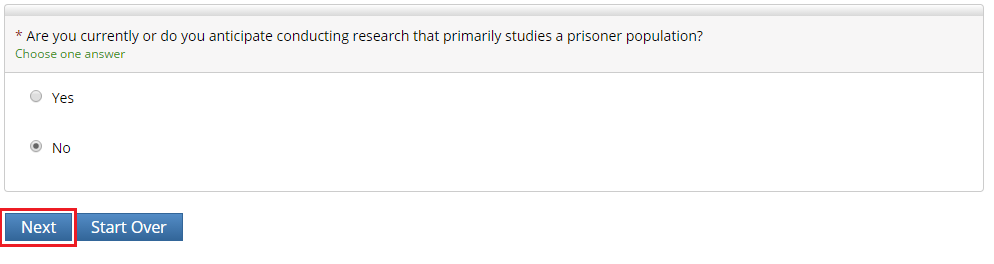 * Are you currently or do you anticipate conducting research that primarily studies a prisoner population?
Choose one answer
Yes
No
Next Start Over